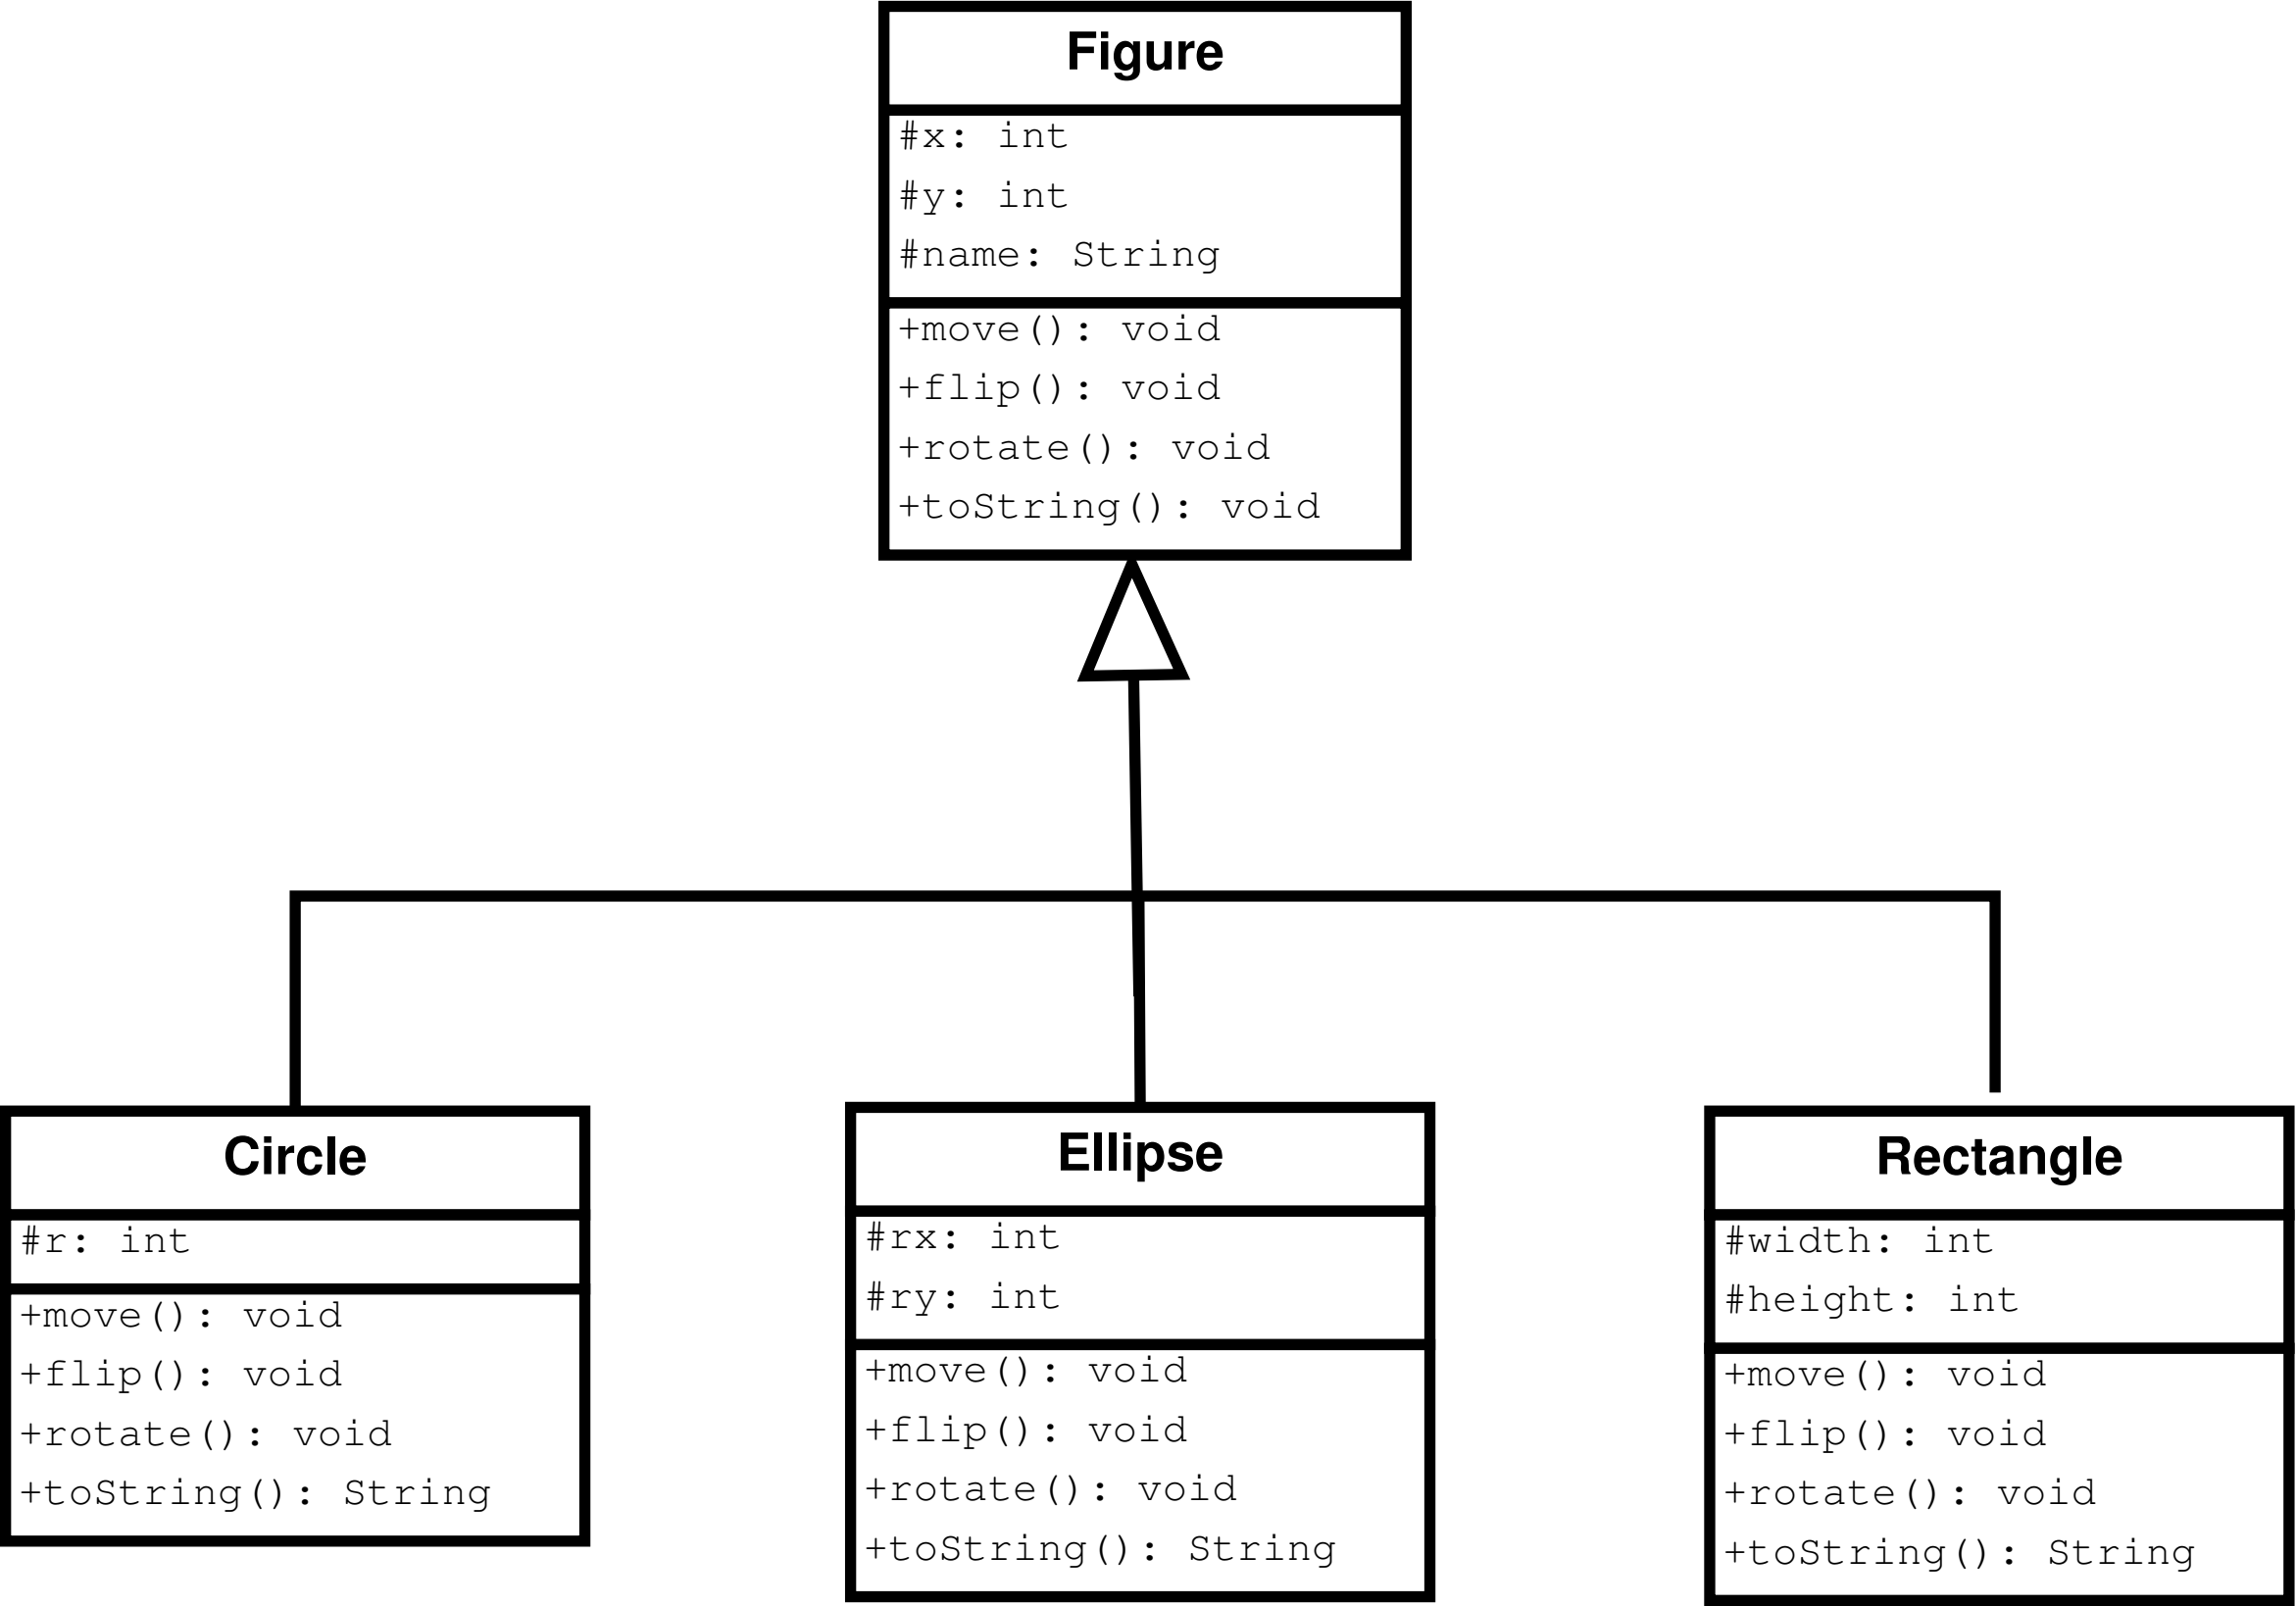 Figure
#x: int
#y: int
#name: String
+move(): void
+flip(): void
+rotate(): void
+toString(): void
Circle
#r: int
+move(): void
+flip(): void
+rotate(): void
+toString(): String
Ellipse
#rx: int
#ry: int
+move(): void
+flip(): void
+rotate(): void
+toString(): String
Rectangle
#width: int
#height: int
+move(): void
+flip(): void
+rotate(): void
+toString(): String